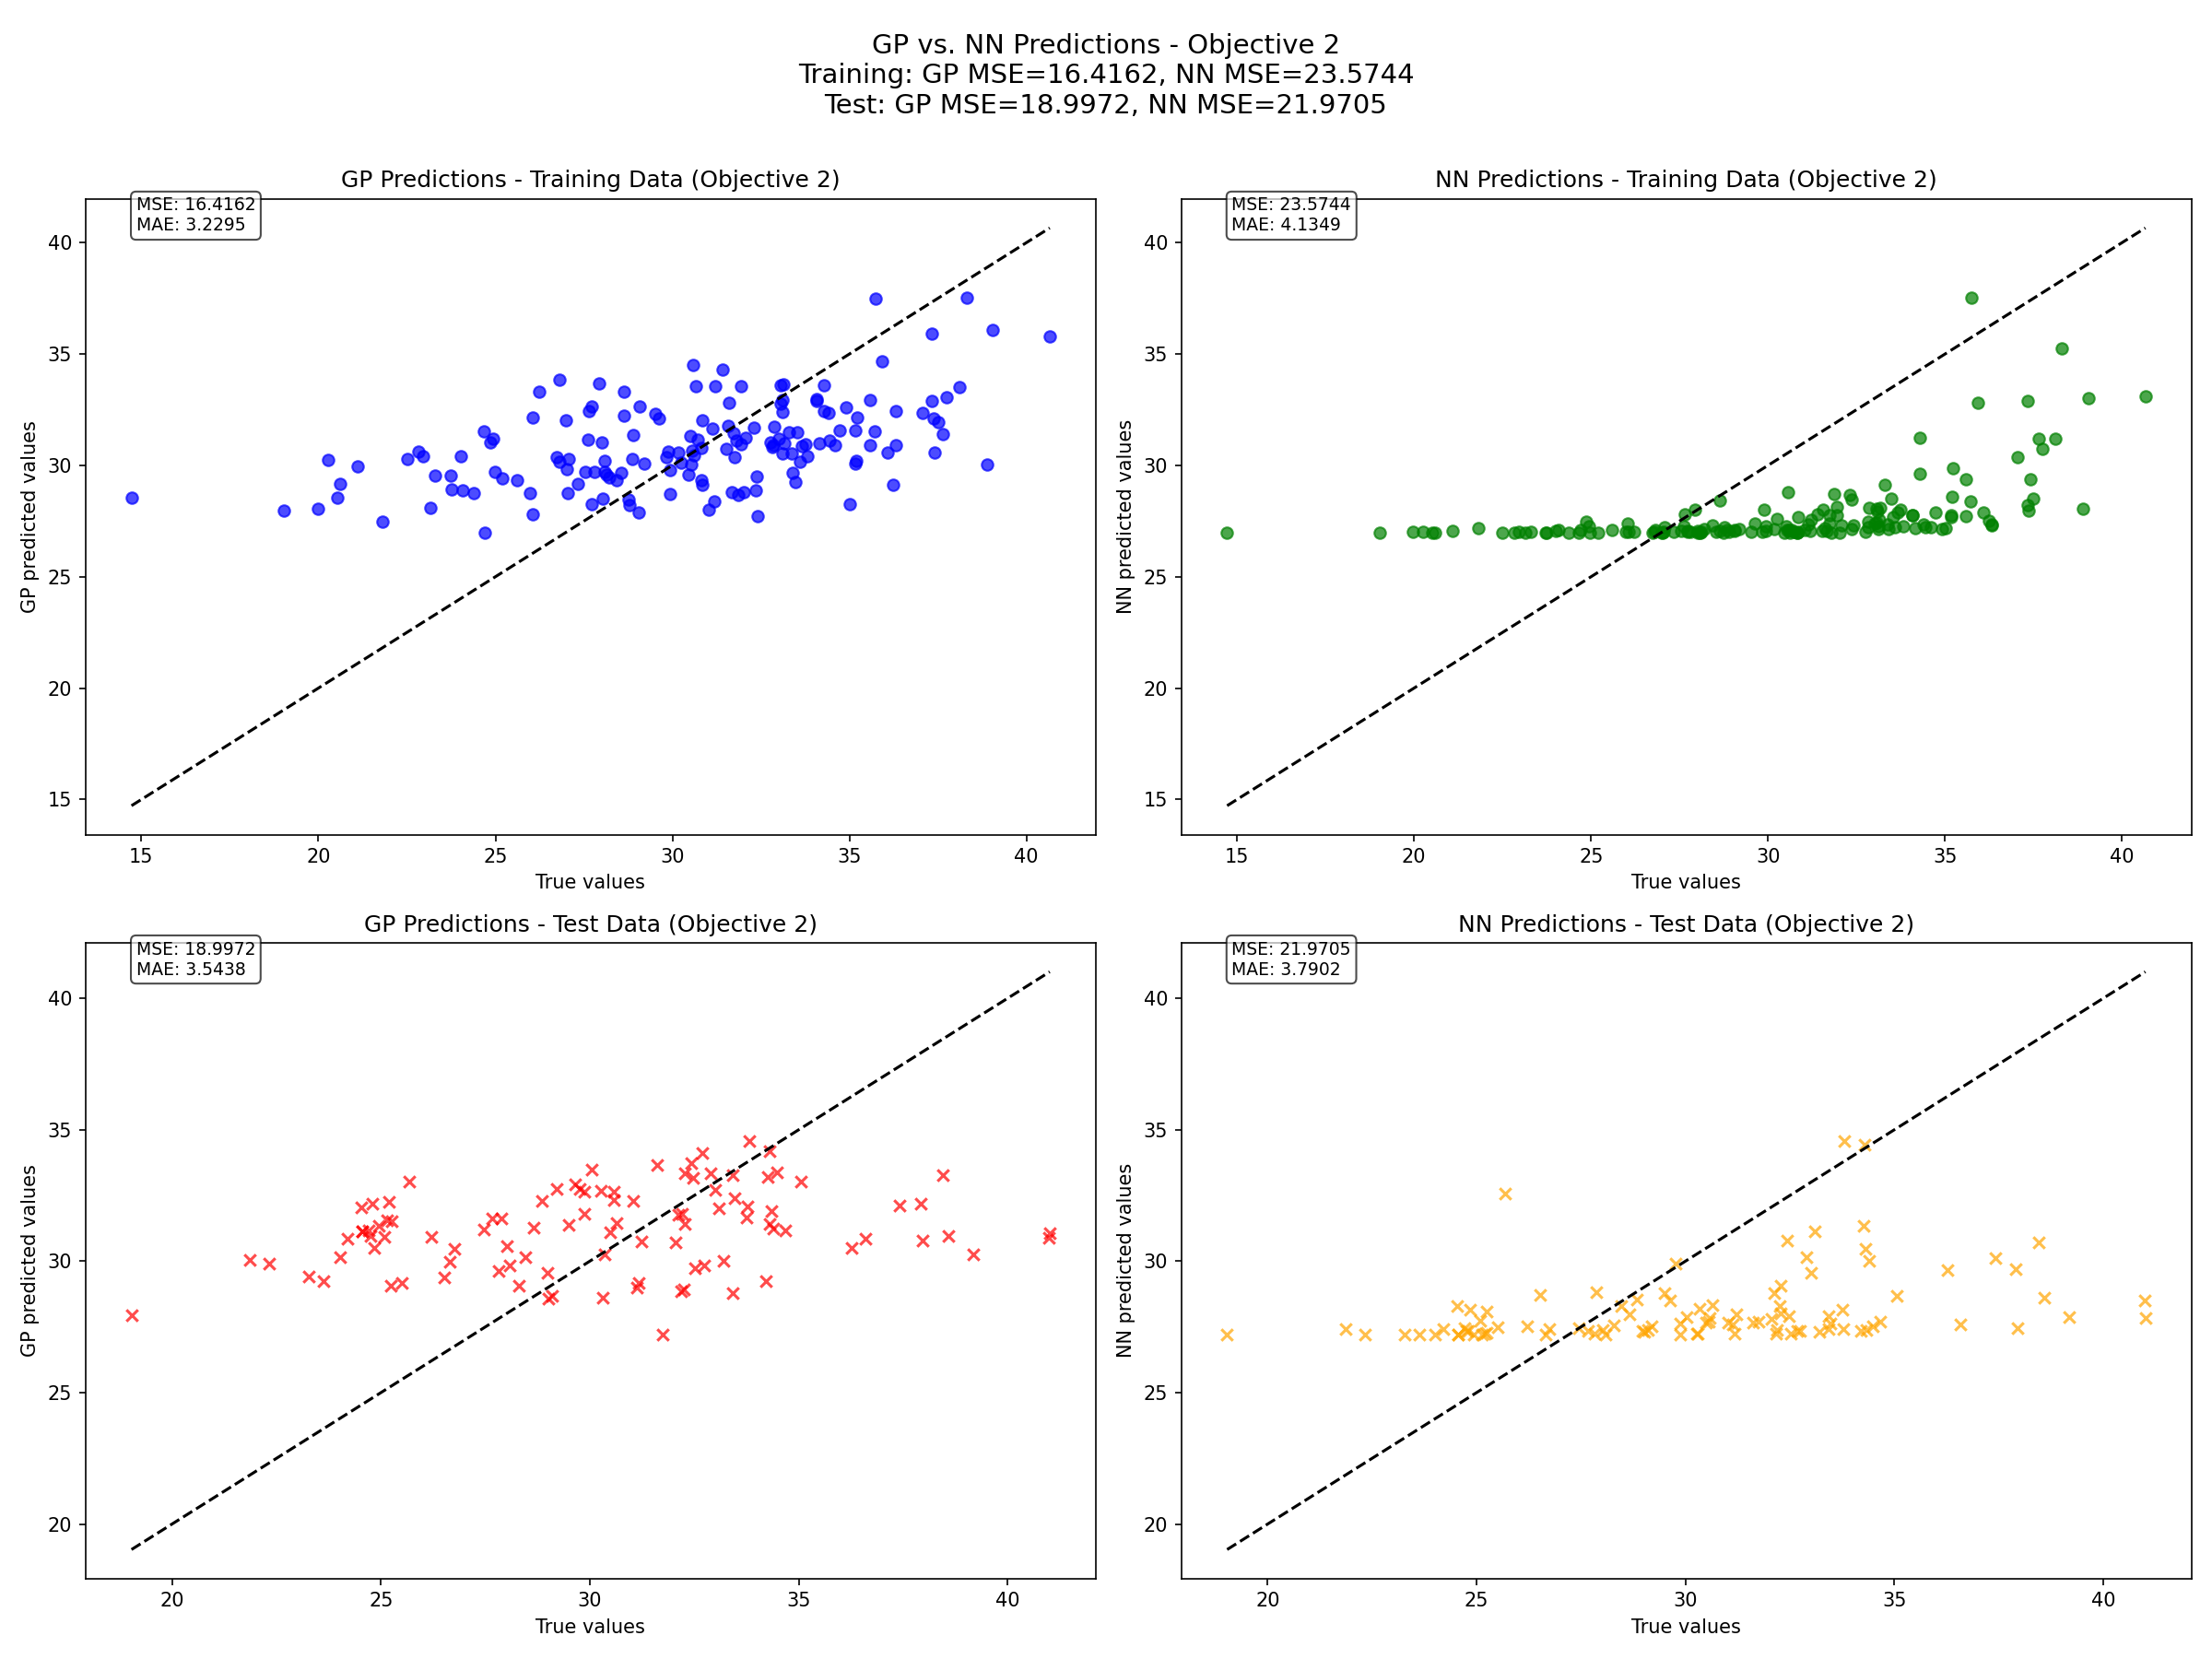 GP vs. NN Predictions - Objective 2
Training: GP MSE=16.4162, NN MSE=23.5744
Test: GP MSE=18.9972, NN MSE=21.9705
GP Predictions - Training Data (Objective 2)
MSE: 16.4162
MAE: 3.2295
GP predicted values
40
35
30
25
20
15
15 20 25 30 35 40
True values
NN Predictions - Training Data (Objective 2)
MSE: 23.5744
MAE: 4.1349
NN predicted values
40
35
30
25
20
15
15 20 25 30 35 40
True values
GP Predictions - Test Data (Objective 2)
MSE: 18.9972
MAE: 3.5438
GP predicted values
40
35
30
25
20
20 25 30 35 40
True values
NN Predictions - Test Data (Objective 2)
MSE: 21.9705
MAE: 3.7902
NN predicted values
40
35
30
25
20
20 25 30 35 40
True values